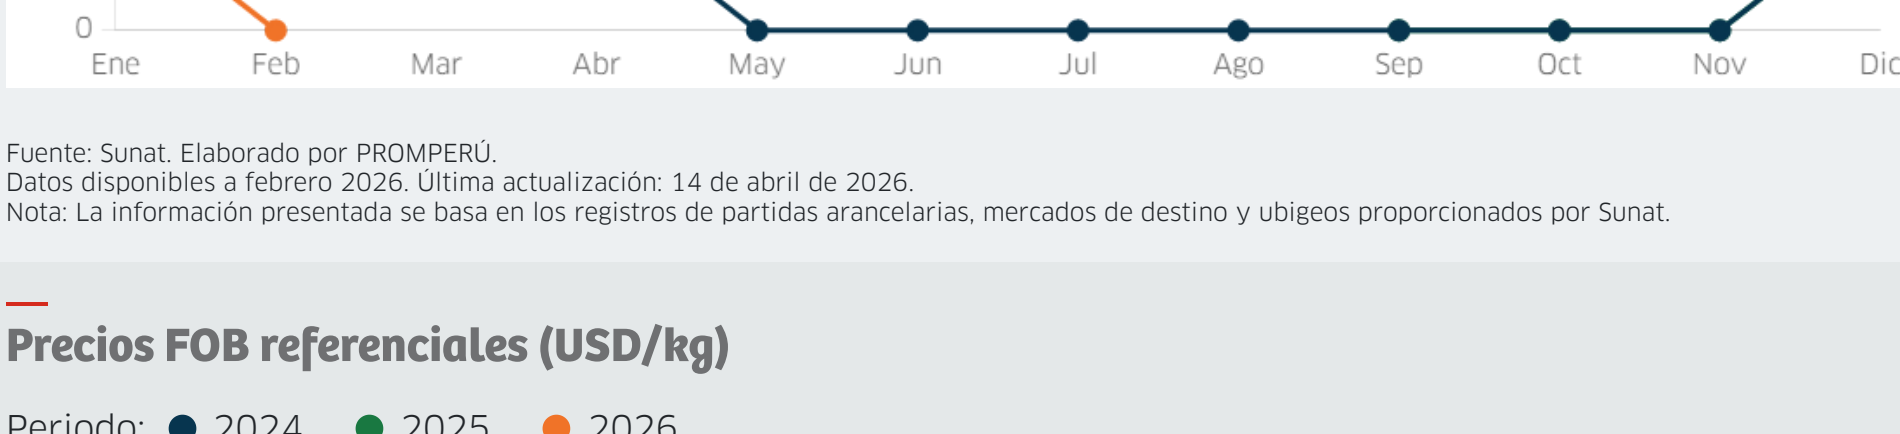 0
Ene Feb Mar Abr May Jun Jul Ago Sep Oct Nov Dic
Fuente: Sunat. Elaborado por PROMPERÚ.
Datos disponibles a febrero 2026. Última actualización: 14 de abril de 2026.
Nota: La información presentada se basa en los registros de partidas arancelarias, mercados de destino y ubigeos proporcionados por Sunat.
Precios FOB referenciales (USD/kg)
Periodo: 2024 2025 2026